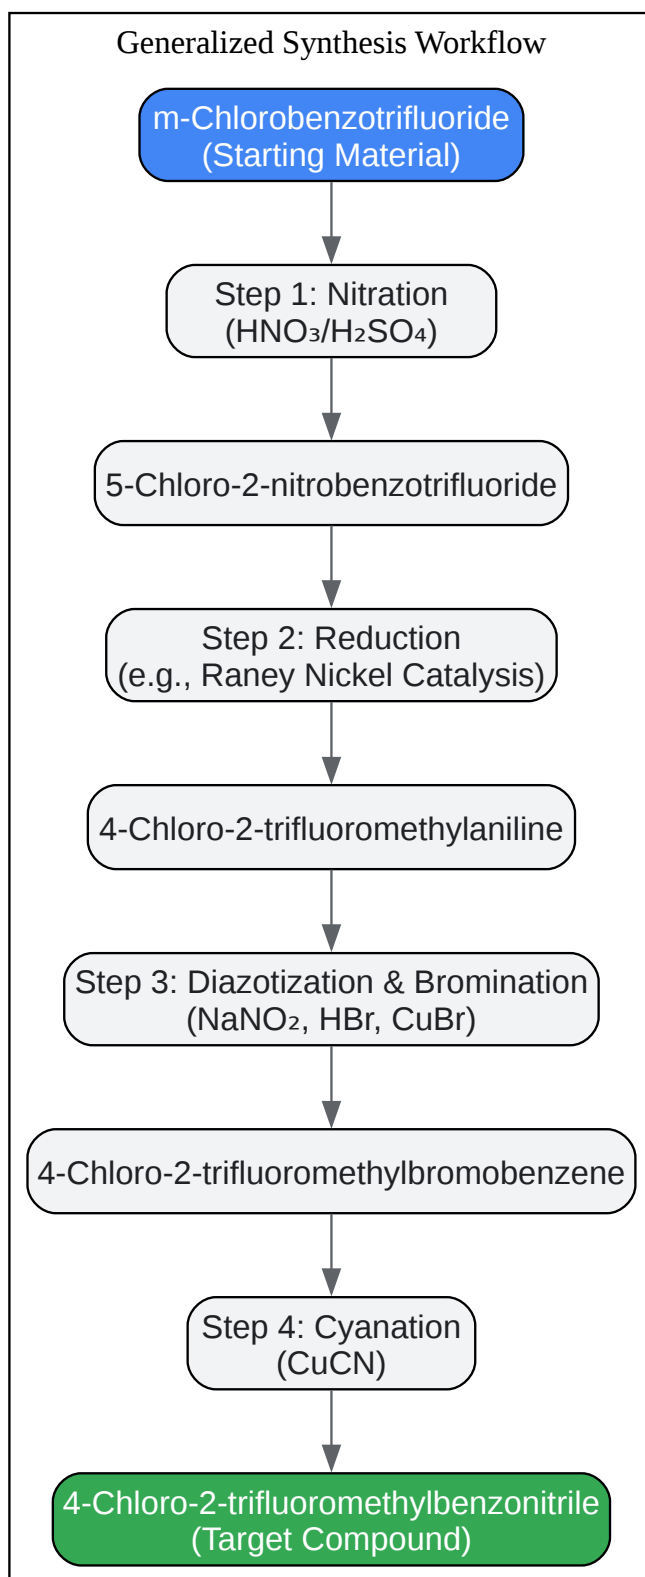 Generalized Synthesis Workflow
m-Chlorobenzotrifluoride
(Starting Material)
Step 1: Nitration
(HNO₃/H₂SO₄)
5-Chloro-2-nitrobenzotrifluoride
Step 2: Reduction
(e.g., Raney Nickel Catalysis)
4-Chloro-2-trifluoromethylaniline
Step 3: Diazotization & Bromination
(NaNO₂, HBr, CuBr)
4-Chloro-2-trifluoromethylbromobenzene
Step 4: Cyanation
(CuCN)
4-Chloro-2-trifluoromethylbenzonitrile
(Target Compound)